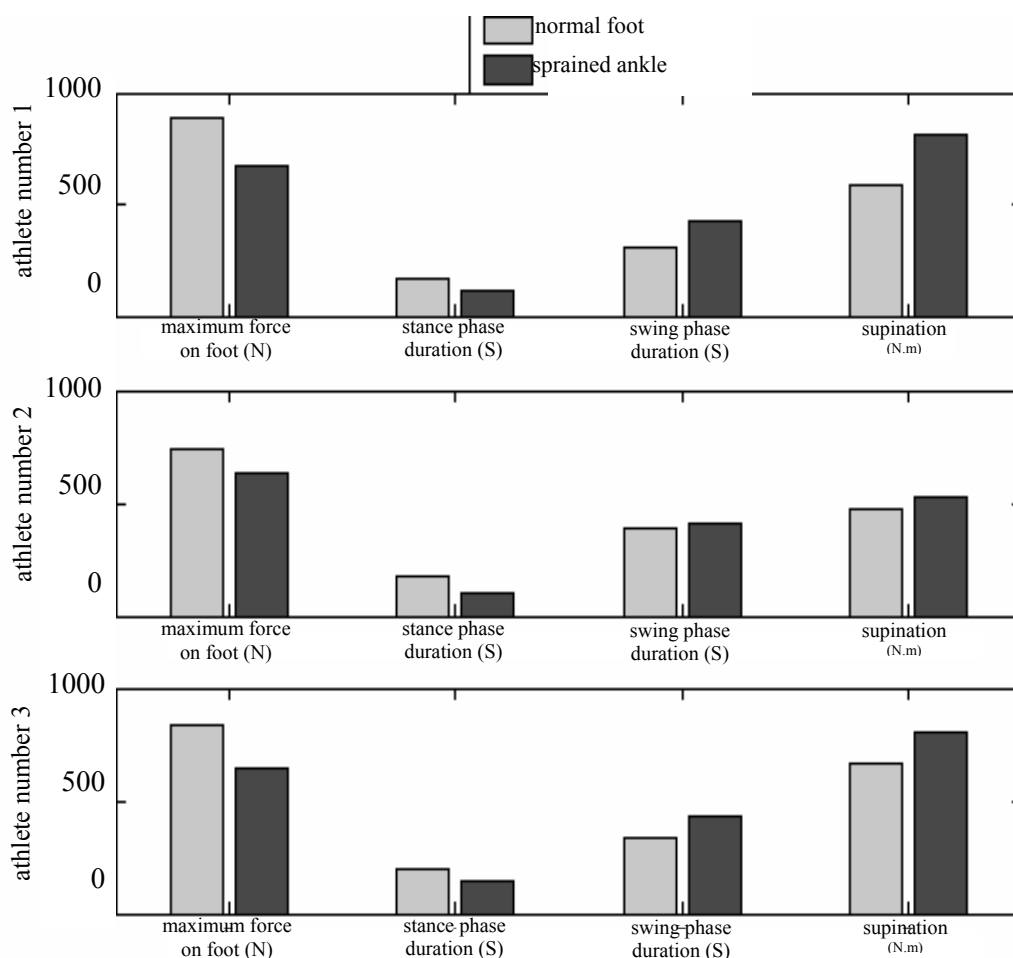 normal foot
sprained ankle
athlete number 1
1000
500
0
maximum force
on foot (N)
stance phase
duration (S)
swing phase
duration (S)
supination
(N.m)
athlete number 2
1000
500
0
maximum force
on foot (N)
stance phase
duration (S)
swing phase
duration (S)
supination
(N.m)
athlete number 3
1000
500
0
maximum force
on foot (N)
stance phase
duration (S)
swing phase
duration (S)
supination
(N.m)